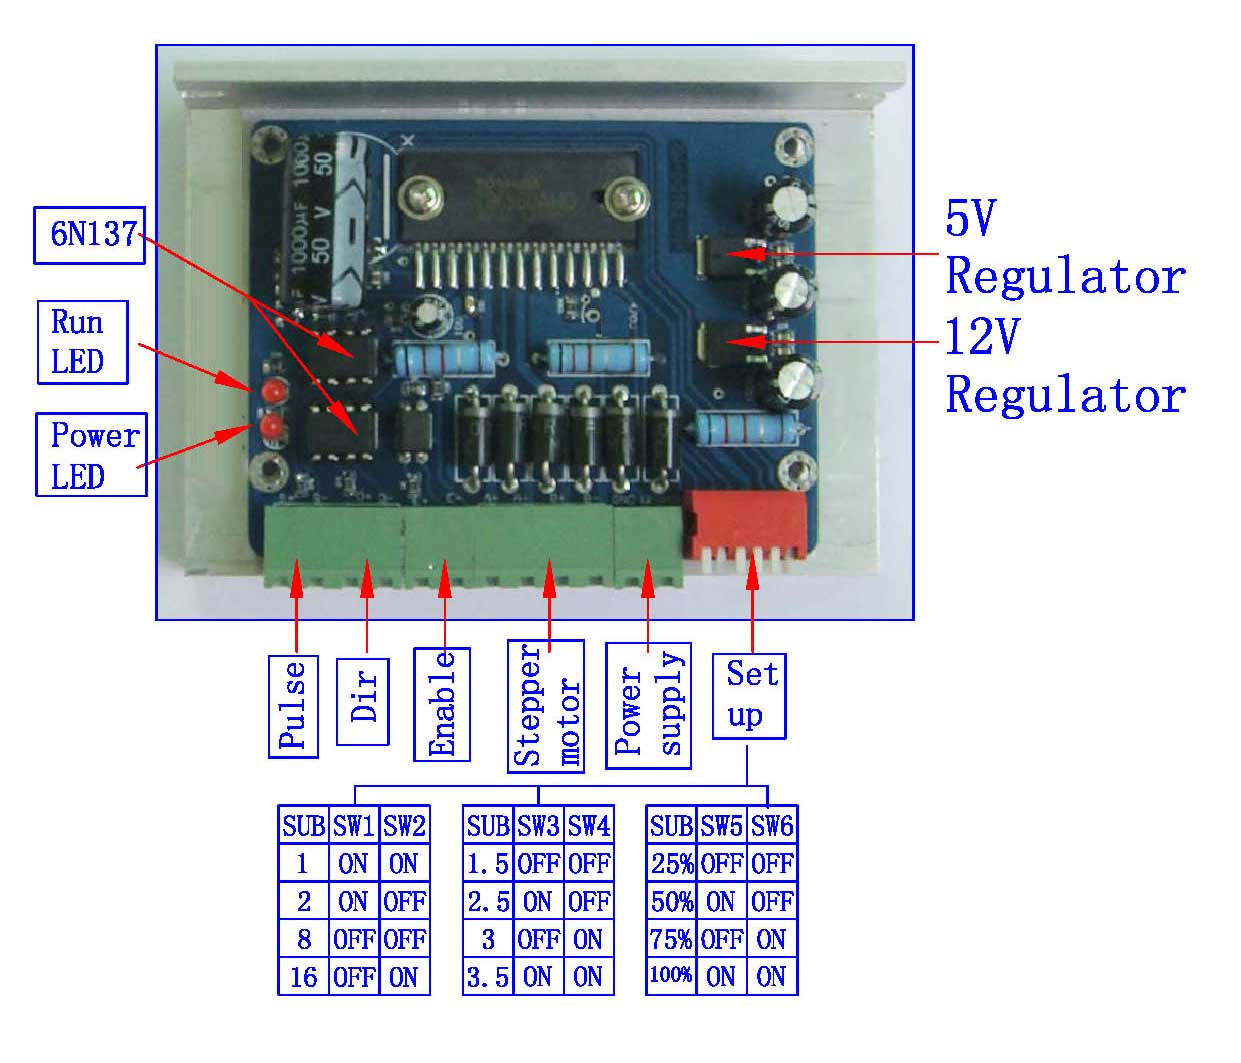 1000µF 1000µ
50 V 50
6N137
Run
LED
Power
LED
5V
Regulator
12V
Regulator
Pulse
Dir
Enable
Stepper
motor
Power
supply
Set
up
SUB SW1 SW2
1 ON ON
2 ON OFF
8 OFF OFF
16 OFF ON
SUB SW3 SW4
1.5 OFF OFF
2.5 ON OFF
3 OFF ON
3.5 ON ON
SUB SW5 SW6
25% OFF OFF
50% ON OFF
75% OFF ON
100% ON ON